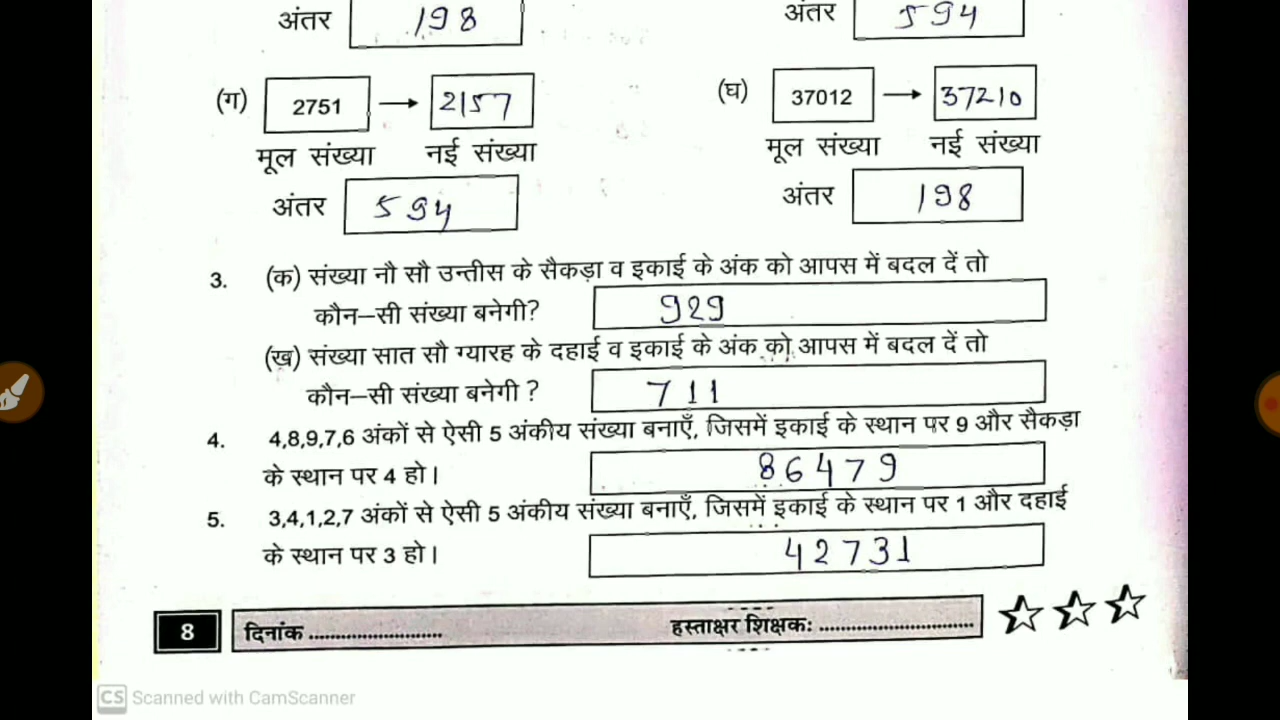 अंतर 198 अंतर 594
(ग) 2751 → 2157 (घ) 37012 → 37210
मूल संख्या नई संख्या मूल संख्या नई संख्या
अंतर 594 अंतर 198
3. (क) संख्या नौ सौ उन्तीस के सैकड़ा व इकाई के अंक को आपस में बदल दें तो
कौन–सी संख्या बनेगी? 929
(ख) संख्या सात सौ ग्यारह के दहाई व इकाई के अंक को आपस में बदल दें तो
कौन–सी संख्या बनेगी ? 711
4. 4,8,9,7,6 अंकों से ऐसी 5 अंकीय संख्या बनाएँ, जिसमें इकाई के स्थान पर 9 और सैकड़ा
के स्थान पर 4 हो। 86479
5. 3,4,1,2,7 अंकों से ऐसी 5 अंकीय संख्या बनाएँ, जिसमें इकाई के स्थान पर 1 और दहाई
के स्थान पर 3 हो। 42731
8 दिनांक ......................... हस्ताक्षर शिक्षक: .............................
CS Scanned with CamScanner